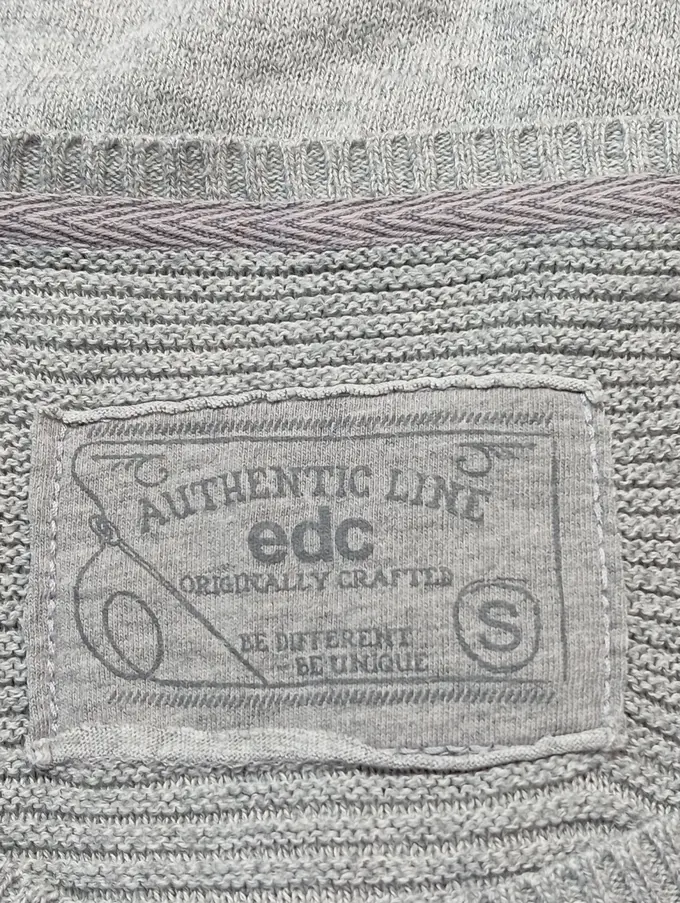 AUTHENTIC LINE
edc
ORIGINALLY CRAFTED
S
BE DIFFERENT
- BE UNIQUE